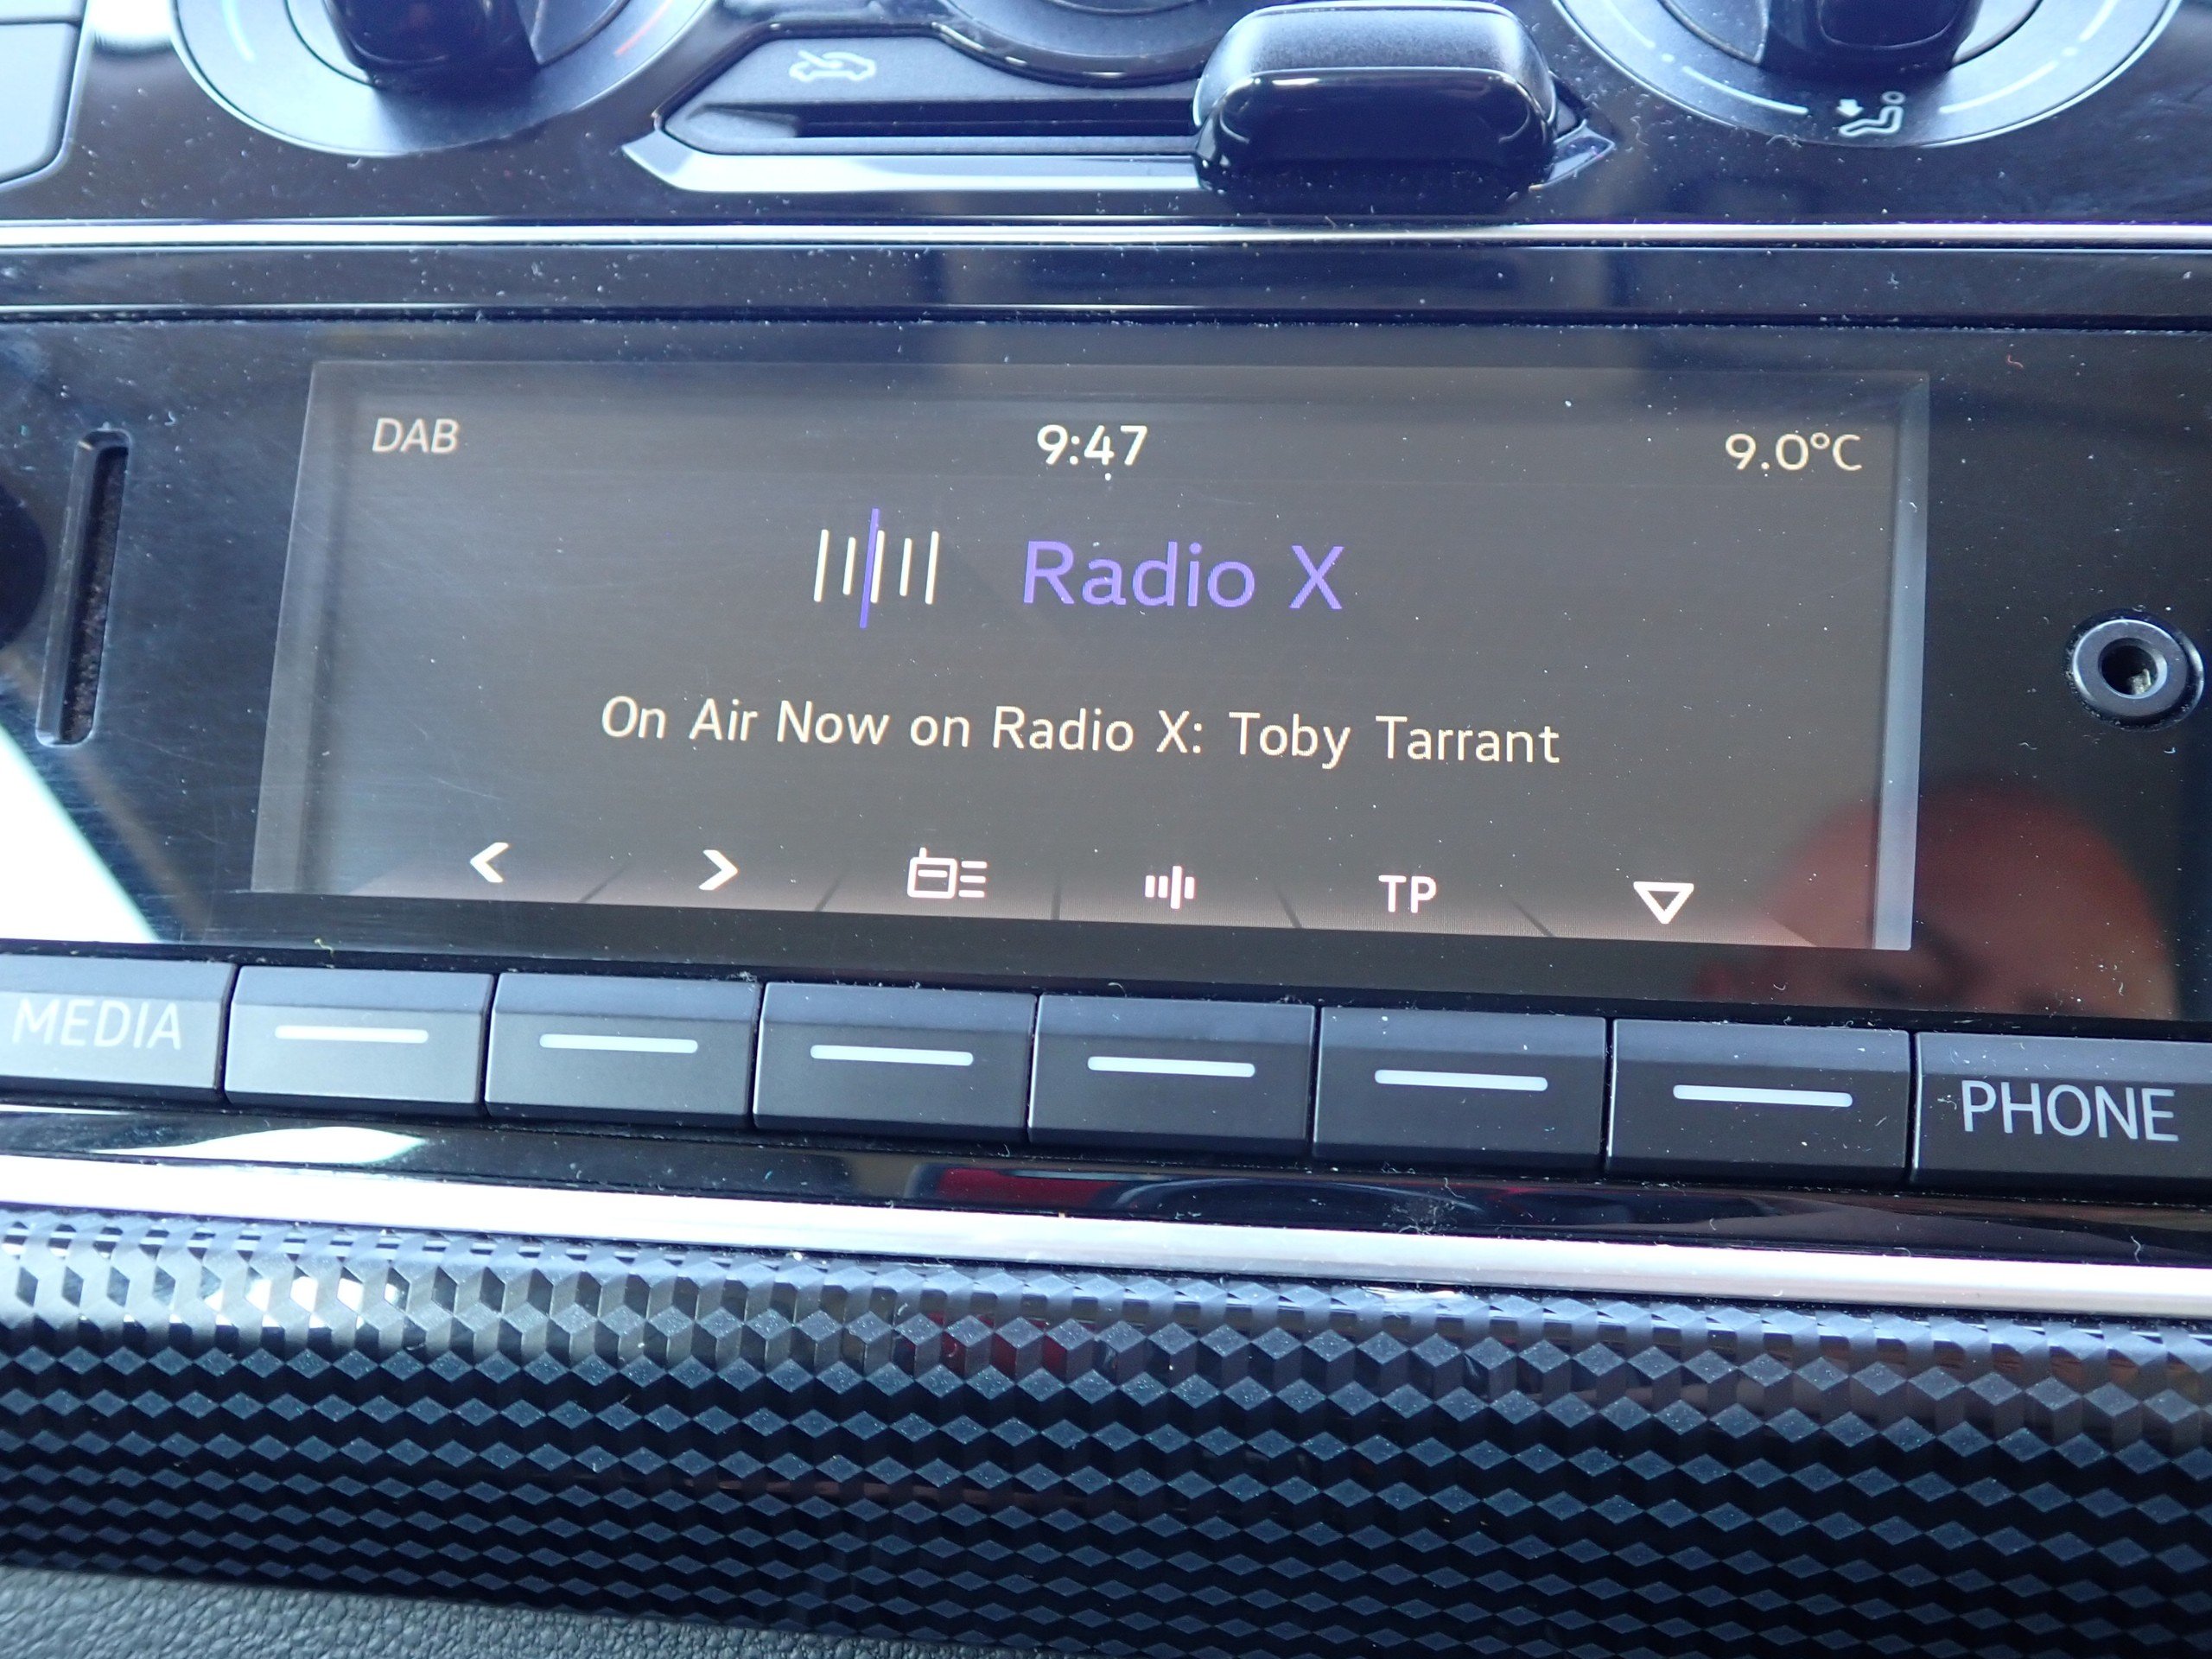 DAB 9:47 9.0°C
Radio X
On Air Now on Radio X: Toby Tarrant
TP
MEDIA PHONE